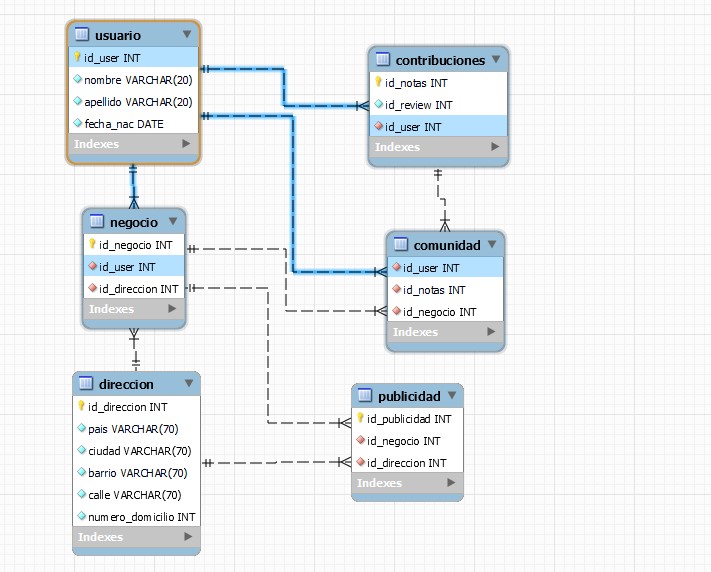 usuario
id_user INT
nombre VARCHAR(20)
apellido VARCHAR(20)
fecha_nac DATE
Indexes
contribuciones
id_notas INT
id_review INT
id_user INT
Indexes
negocio
id_negocio INT
id_user INT
id_direccion INT
Indexes
comunidad
id_user INT
id_notas INT
id_negocio INT
Indexes
direccion
id_direccion INT
pais VARCHAR(70)
ciudad VARCHAR(70)
barrio VARCHAR(70)
calle VARCHAR(70)
numero_domicilio INT
Indexes
publicidad
id_publicidad INT
id_negocio INT
id_direccion INT
Indexes